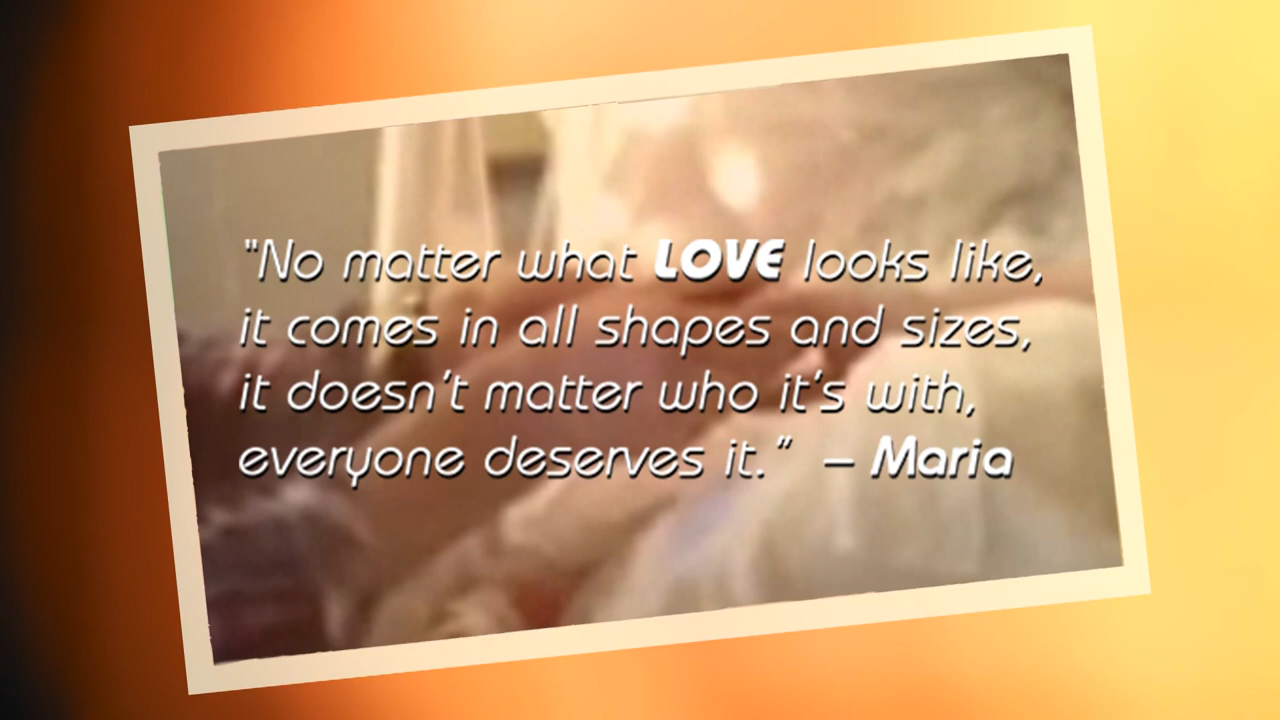 "No matter what LOVE looks like,
it comes in all shapes and sizes,
it doesn't matter who it's with,
everyone deserves it." – Maria